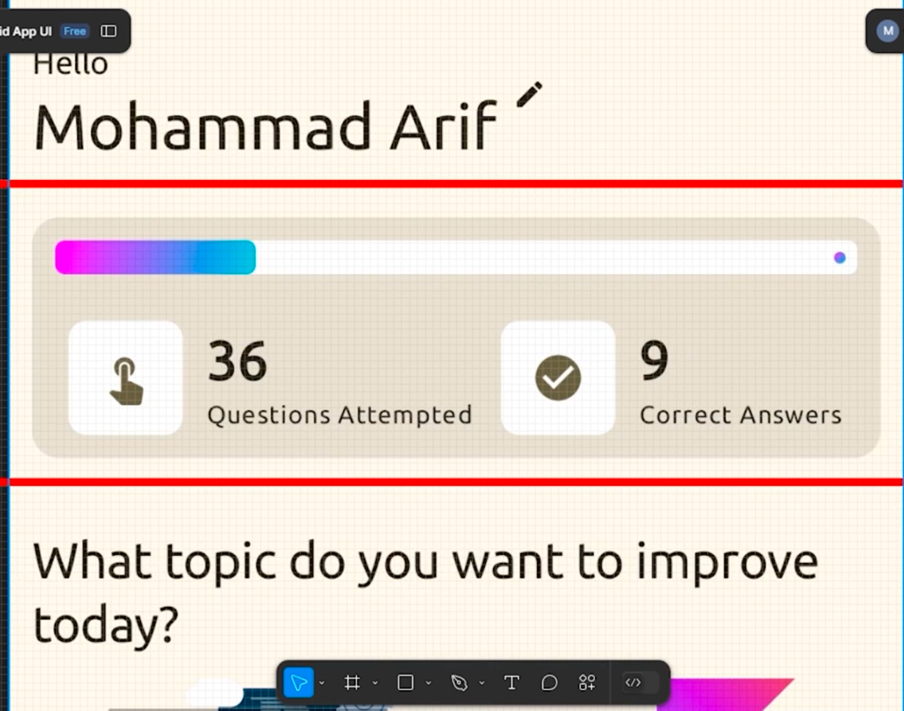 id App UI Free
M
Hello
Mohammad Arif
36
Questions Attempted
9
Correct Answers
What topic do you want to improve
today?